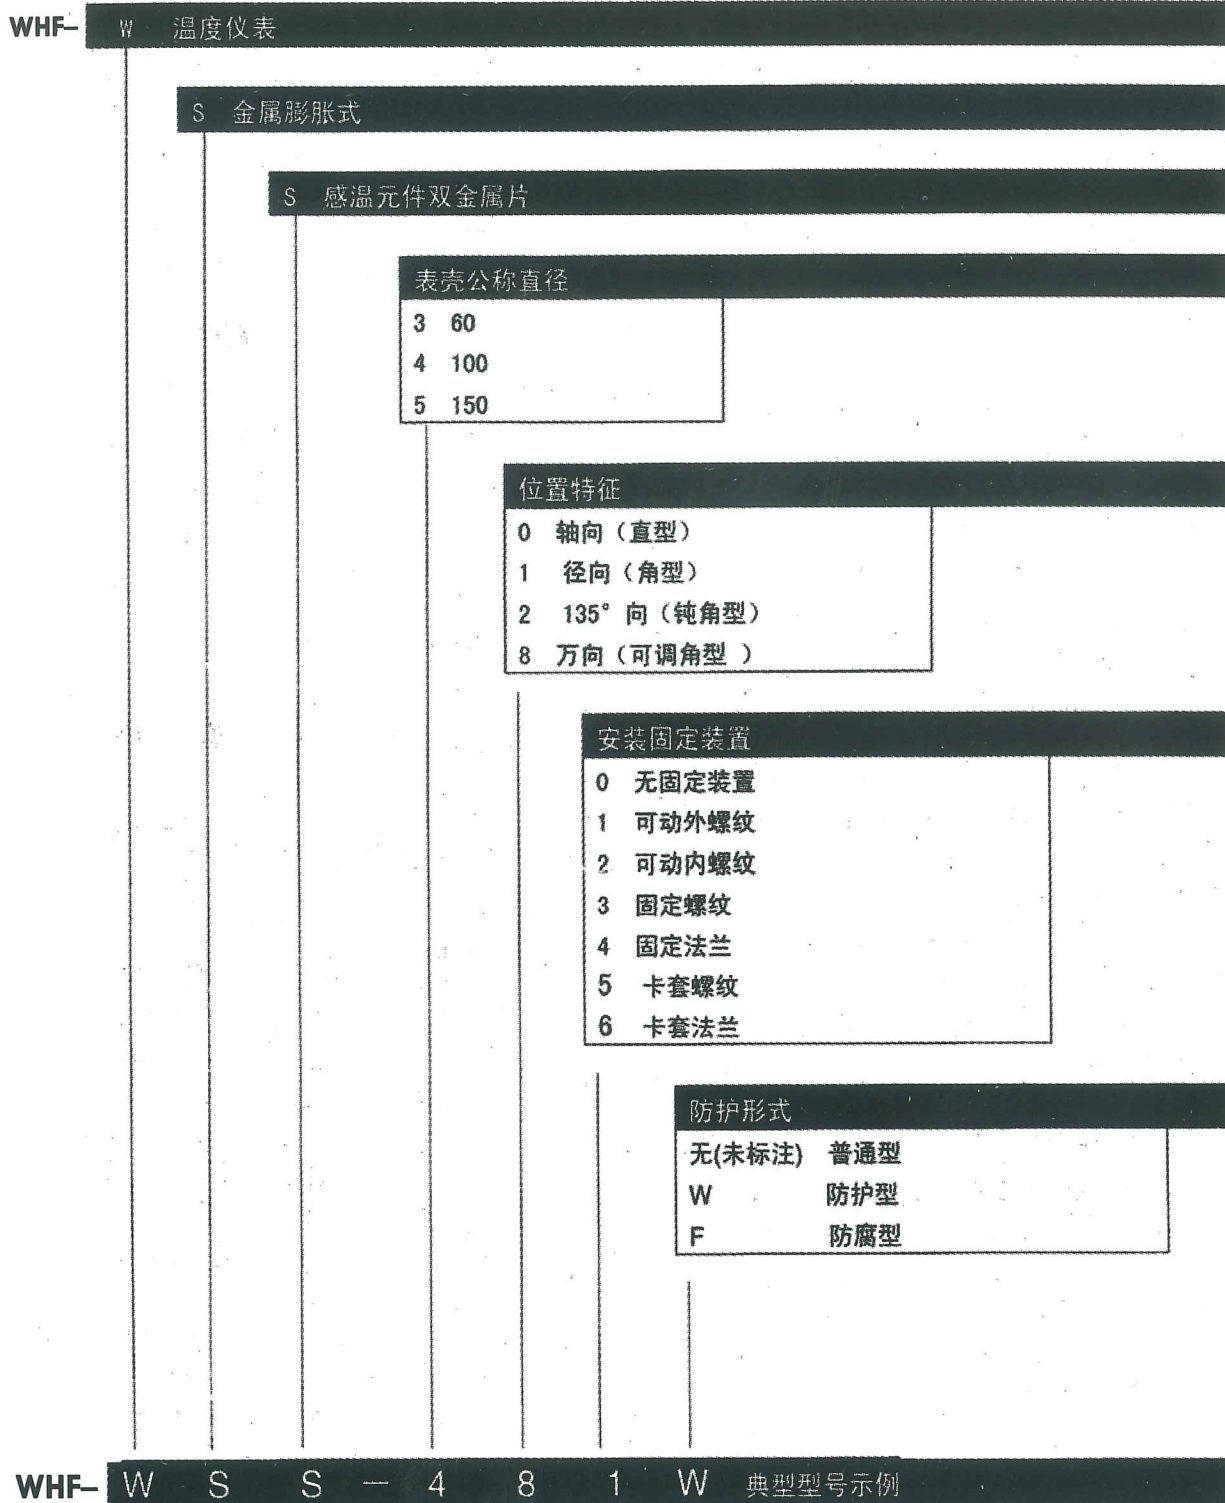 WHF- W 温度仪表
S 金属膨胀式
S 感温元件双金属片
表壳公称直径
3 60
4 100
5 150
位置特征
0 轴向（直型）
1 径向（角型）
2 135° 向（钝角型）
8 万向（可调角型 ）
安装固定装置
0 无固定装置
1 可动外螺纹
2 可动内螺纹
3 固定螺纹
4 固定法兰
5 卡套螺纹
6 卡套法兰
防护形式
无(未标注) 普通型
W 防护型
F 防腐型
WHF- W S S — 4 8 1 W 典型型号示例